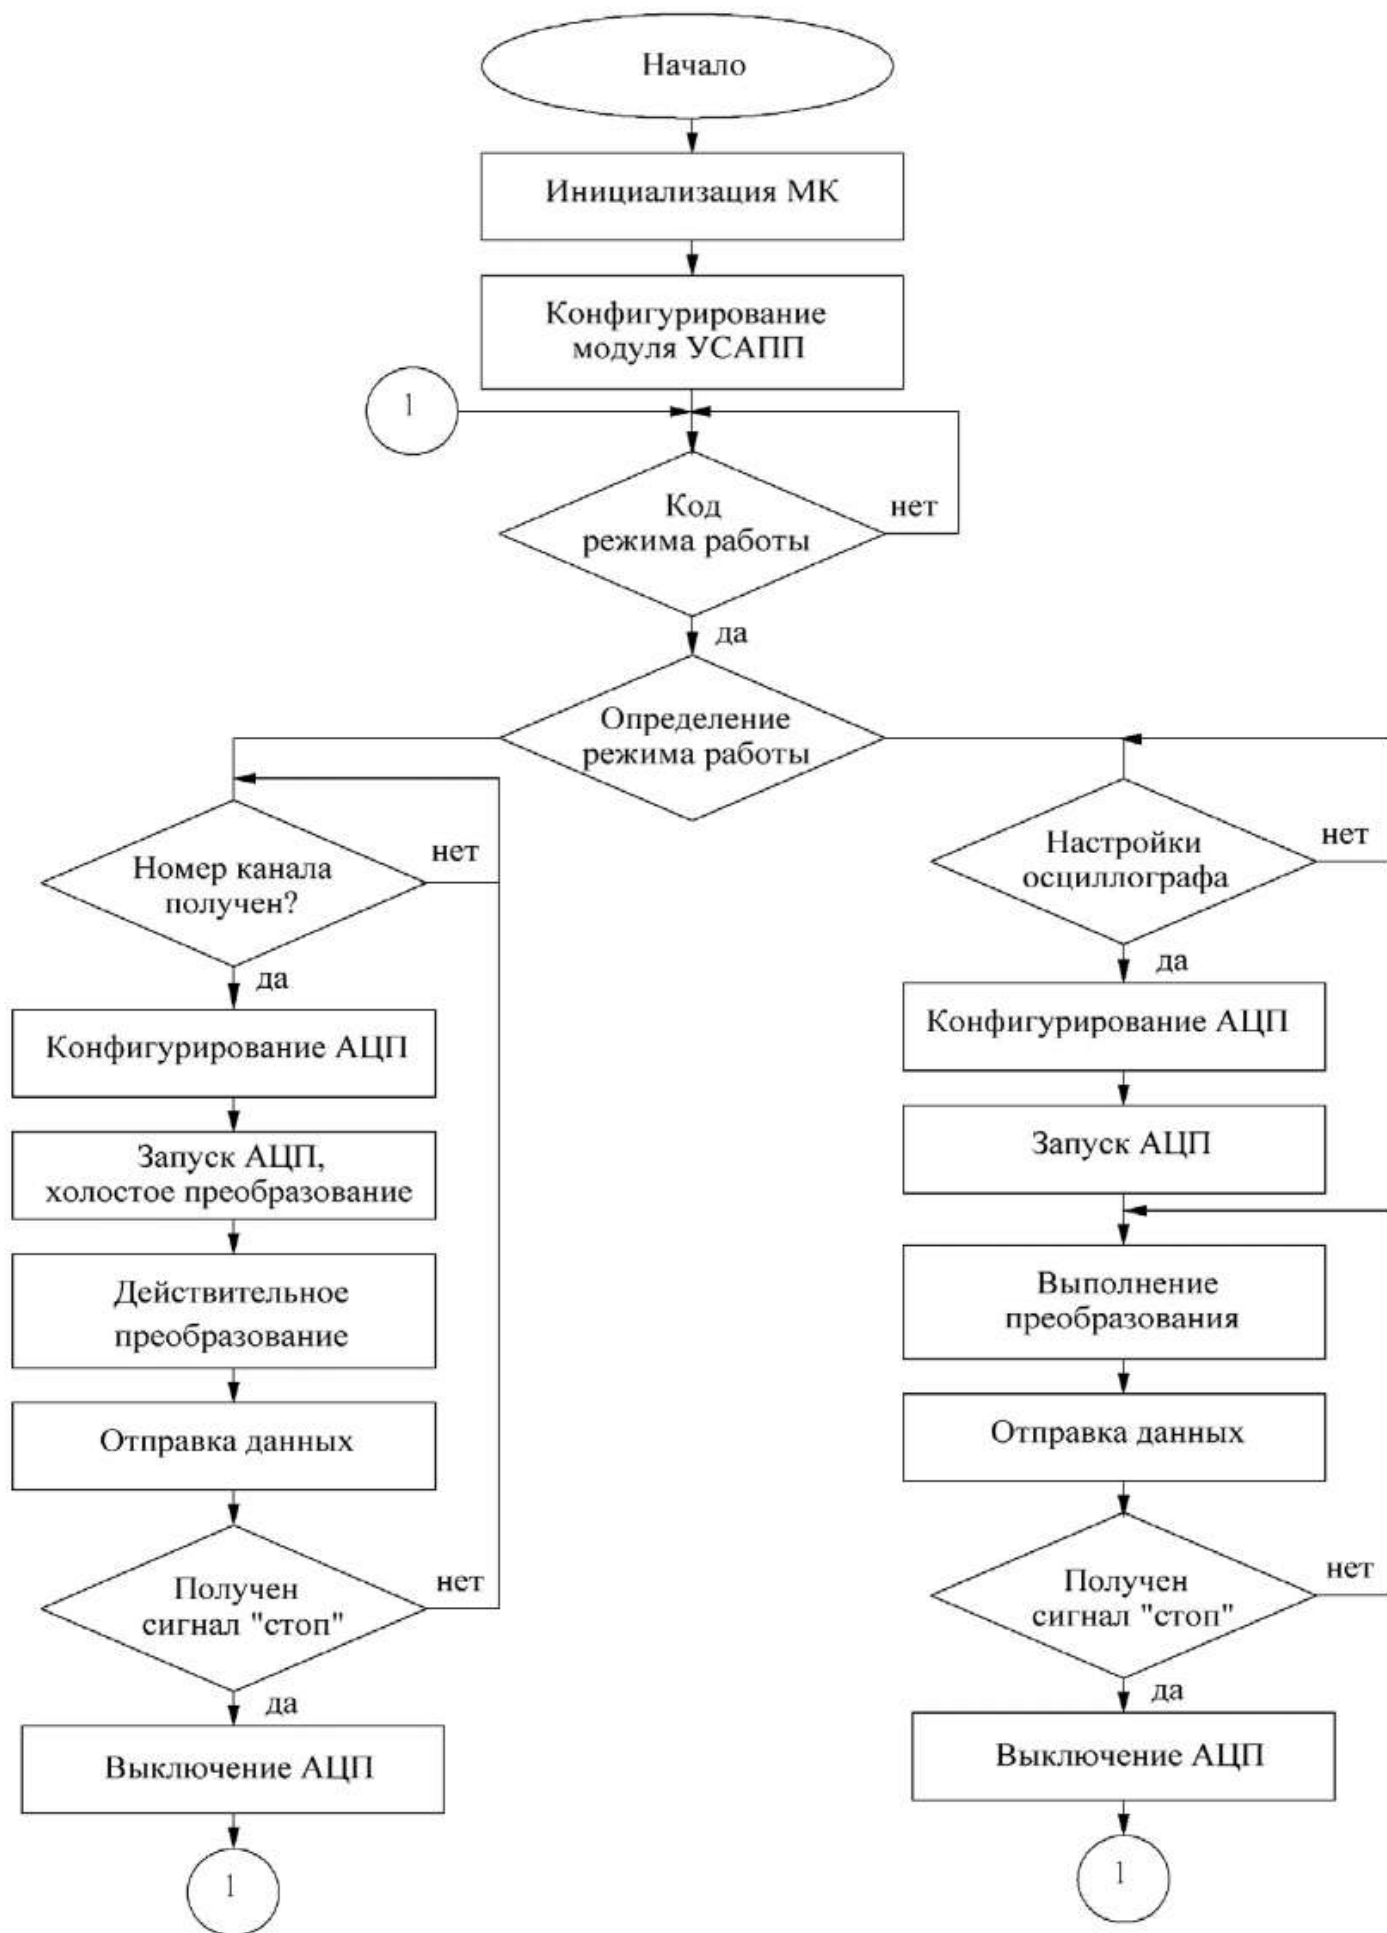 Начало
Инициализация МК
Конфигурирование
модуля УСАПП
1
Код
режима работы
нет
да
Определение
режима работы
Номер канала
получен?
нет
да
Конфигурирование АЦП
Запуск АЦП,
холостое преобразование
Действительное
преобразование
Отправка данных
Получен
сигнал "стоп"
нет
да
Выключение АЦП
1
Настройки
осциллографа
нет
да
Конфигурирование АЦП
Запуск АЦП
Выполнение
преобразования
Отправка данных
Получен
сигнал "стоп"
нет
да
Выключение АЦП
1